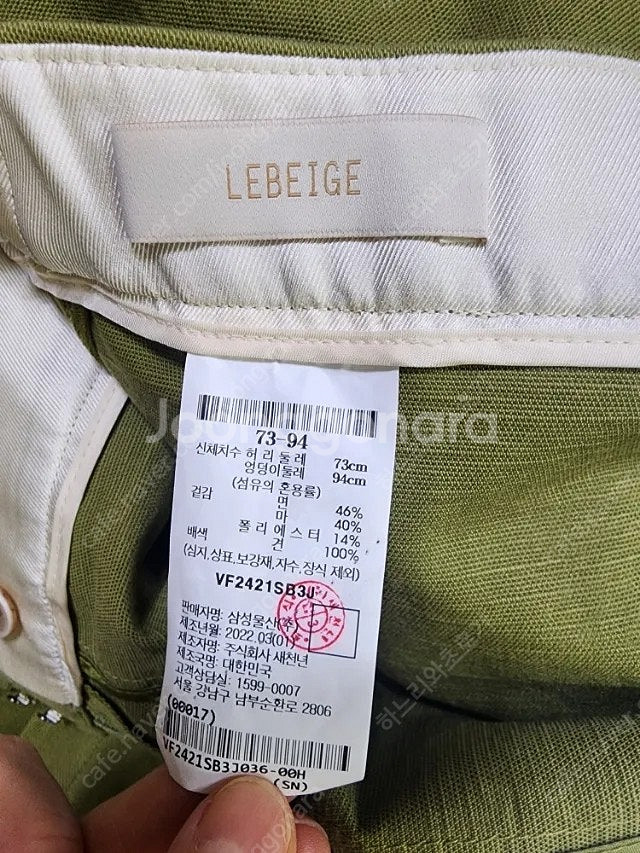 LEBEIGE
Joonggonara
73-94
신체치수 허리둘레 73cm
엉덩이둘레 94cm
(섬유의 혼용률)
겉감 면 46%
마 40%
폴리에스터 14%
배색 견 100%
(심지,상표,보강재,자수,장식 제외)
VF2421SB3J
판매자명: 삼성물산(주)
제조년월: 2022.03(01)
제조자명: 주식회사 새천년
제조국명: 대한민국
고객상담실: 1599-0007
서울 강남구 남부순환로 2806
(00017)
VF2421SB3J036-00H
(SN)